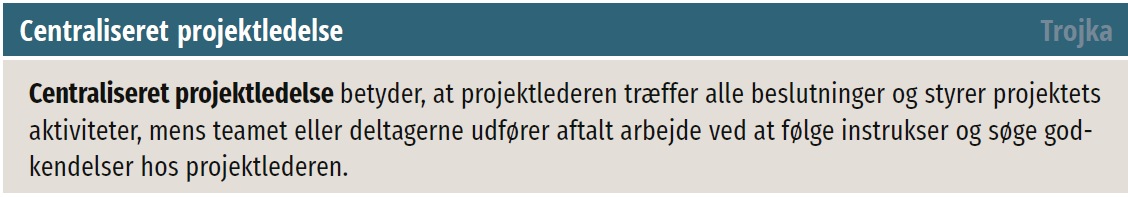 Centraliseret projektledelse Trojka
Centraliseret projektledelse betyder, at projektlederen træffer alle beslutninger og styrer projektets
aktiviteter, mens teamet eller deltagerne udfører aftalt arbejde ved at følge instrukser og søge god-
kendelser hos projektlederen.